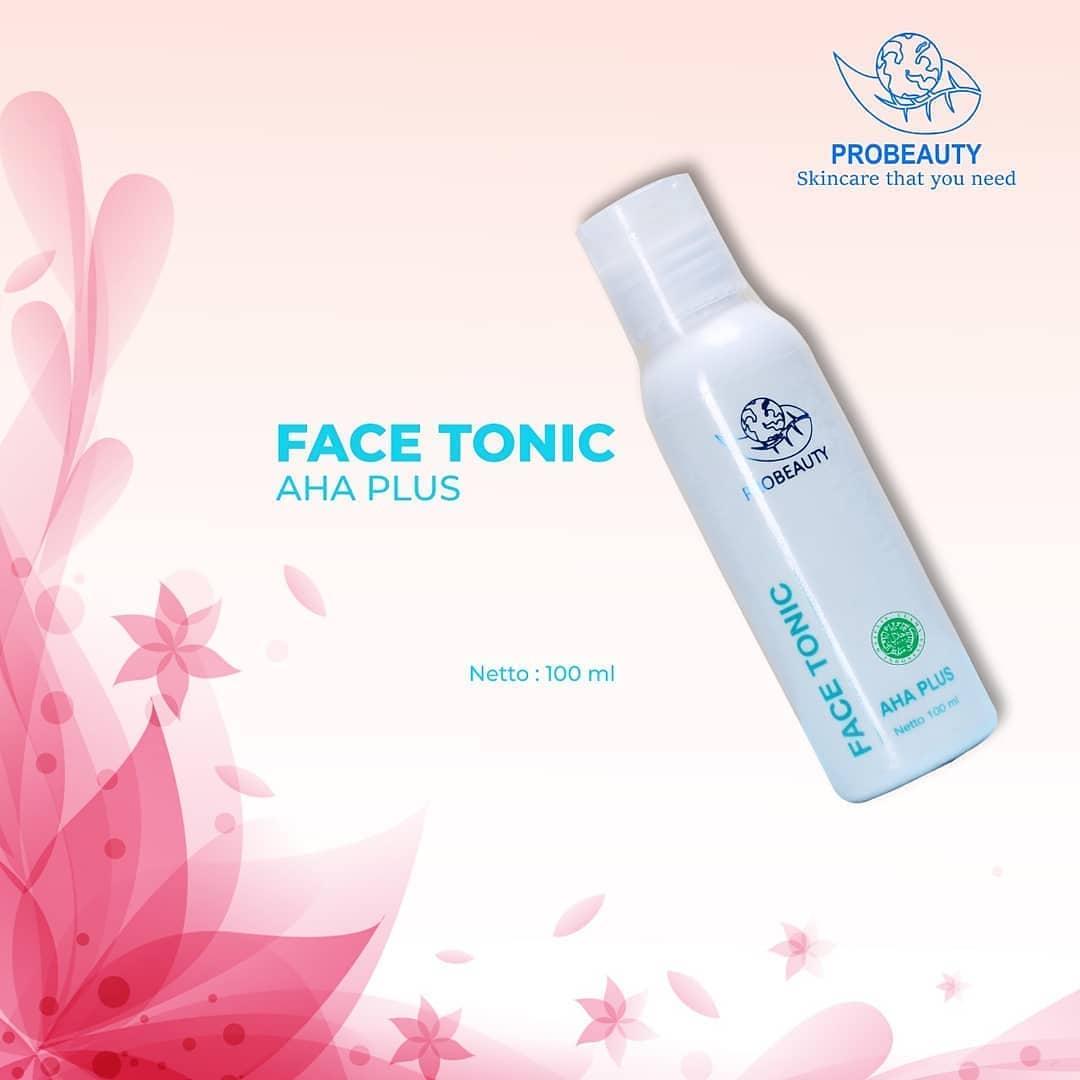 PROBEAUTY
Skincare that you need
FACE TONIC
AHA PLUS
Netto : 100 ml
PROBEAUTY
FACE TONIC
AHA PLUS
Netto 100 ml